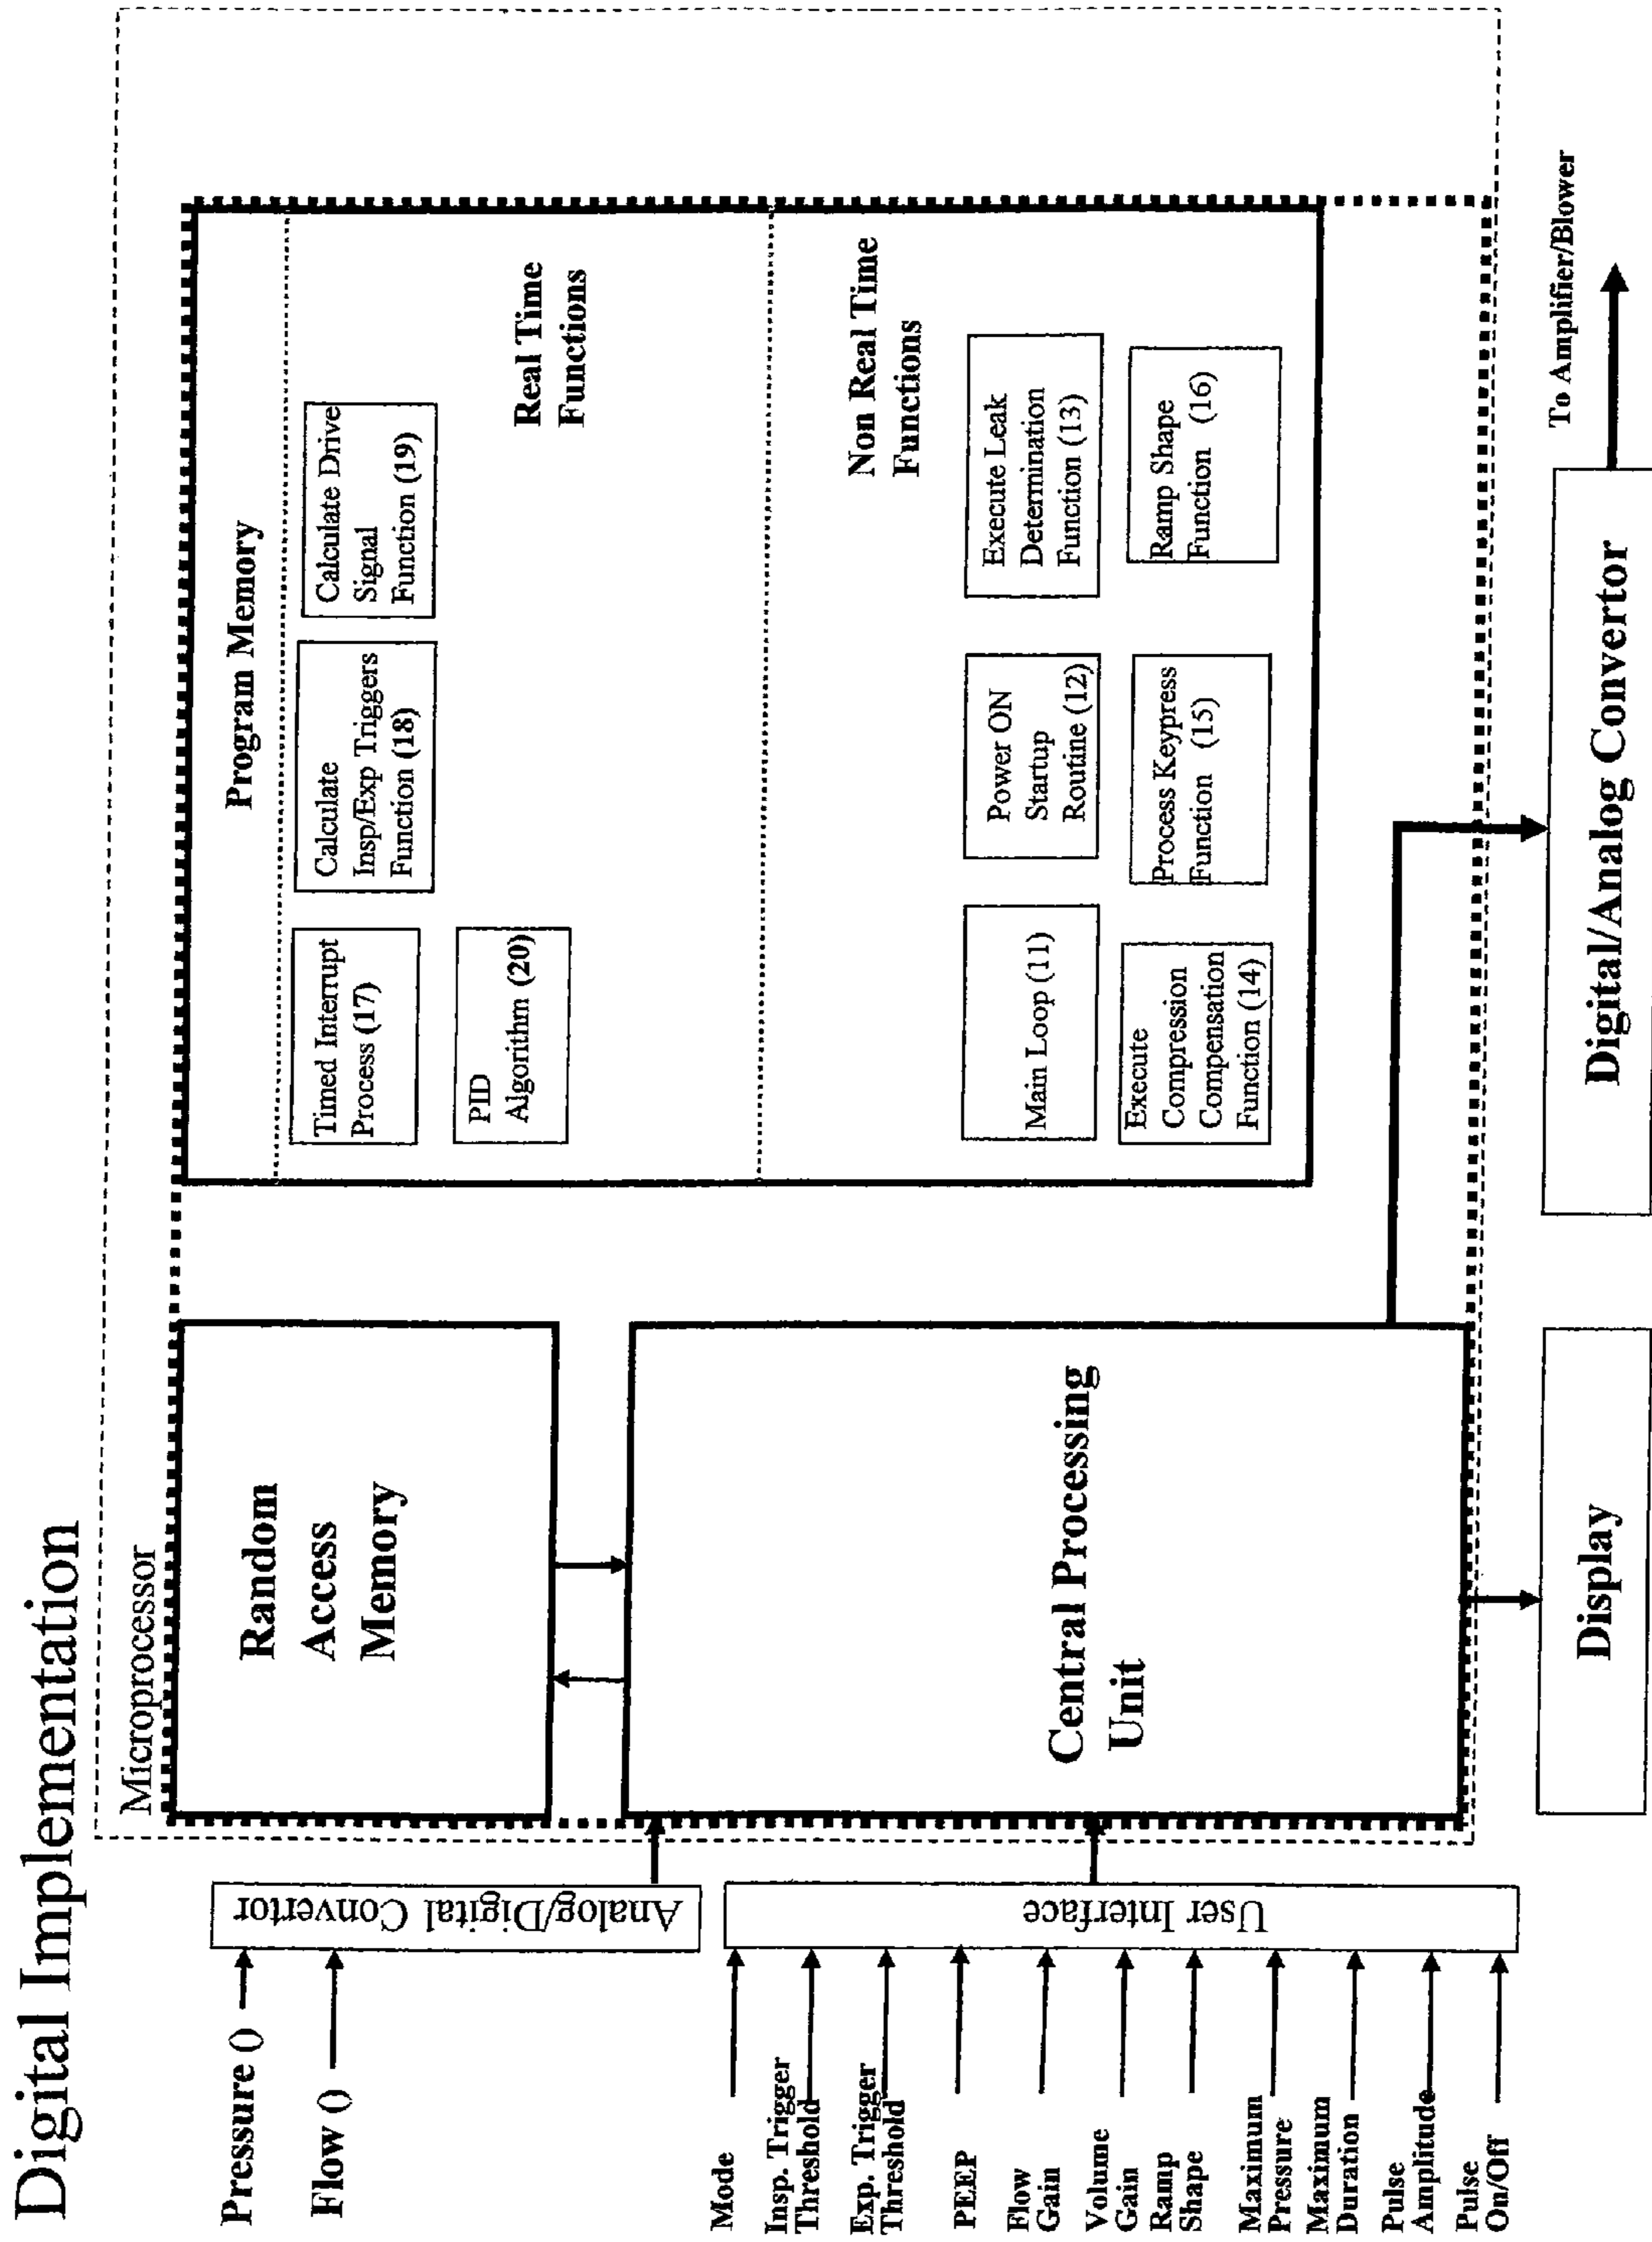 Digital Implementation
Microprocessor
Pressure ()
Flow ()
Analog/Digital Convertor
Random
Access
Memory
Program Memory
Timed Interrupt
Process (17)
Calculate
Insp/Exp Triggers
Function (18)
Calculate Drive
Signal
Function (19)
PID
Algorithm (20)
Real Time
Functions
Non Real Time
Functions
Main Loop (11)
Power ON
Startup
Routine (12)
Execute Leak
Determination
Function (13)
Execute
Compression
Compensation
Function (14)
Process Keypress
Function (15)
Ramp Shape
Function (16)
Mode
Insp. Trigger
Threshold
Exp. Trigger
Threshold
PEEP
Flow
Gain
Volume
Gain
Ramp
Shape
Maximum
Pressure
Maximum
Duration
Pulse
Amplitude
Pulse
On/Off
User Interface
Central Processing
Unit
Display
Digital/Analog Convertor
To Amplifier/Blower